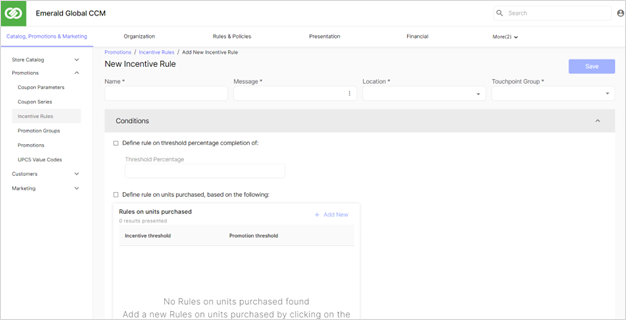 Emerald Global CCM
Search
Catalog, Promotions & Marketing
Organization
Rules & Policies
Presentation
Financial
More(2)
Store Catalog
Promotions
Coupon Parameters
Coupon Series
Incentive Rules
Promotion Groups
Promotions
UPCS Value Codes
Customers
Marketing
Promotions / Incentive Rules / Add New Incentive Rule
New Incentive Rule
Save
Name *
Message *
Location *
Touchpoint Group *
Conditions
Define rule on threshold percentage completion of:
Threshold Percentage
Define rule on units purchased, based on the following:
Rules on units purchased
+ Add New
0 results presented
Incentive threshold
Promotion threshold
No Rules on units purchased found
Add a new Rules on units purchased by clicking on the